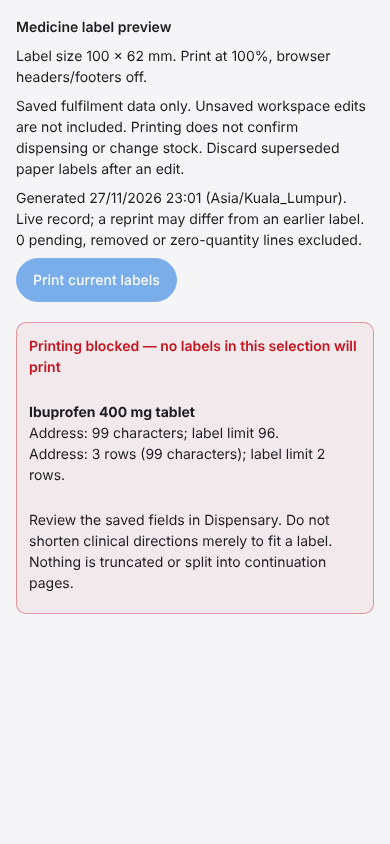 Medicine label preview
Label size 100 × 62 mm. Print at 100%, browser
headers/footers off.
Saved fulfilment data only. Unsaved workspace edits
are not included. Printing does not confirm
dispensing or change stock. Discard superseded
paper labels after an edit.
Generated 27/11/2026 23:01 (Asia/Kuala_Lumpur).
Live record; a reprint may differ from an earlier label.
0 pending, removed or zero-quantity lines excluded.
Print current labels
Printing blocked — no labels in this selection will
print
Ibuprofen 400 mg tablet
Address: 99 characters; label limit 96.
Address: 3 rows (99 characters); label limit 2
rows.
Review the saved fields in Dispensary. Do not
shorten clinical directions merely to fit a label.
Nothing is truncated or split into continuation
pages.